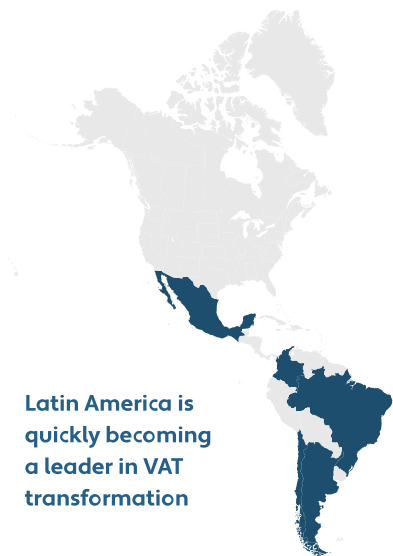 Latin America is
quickly becoming
a leader in VAT
transformation